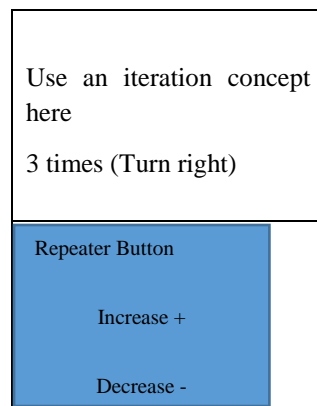 Use an iteration concept
here
3 times (Turn right)
Repeater Button
Increase +
Decrease -